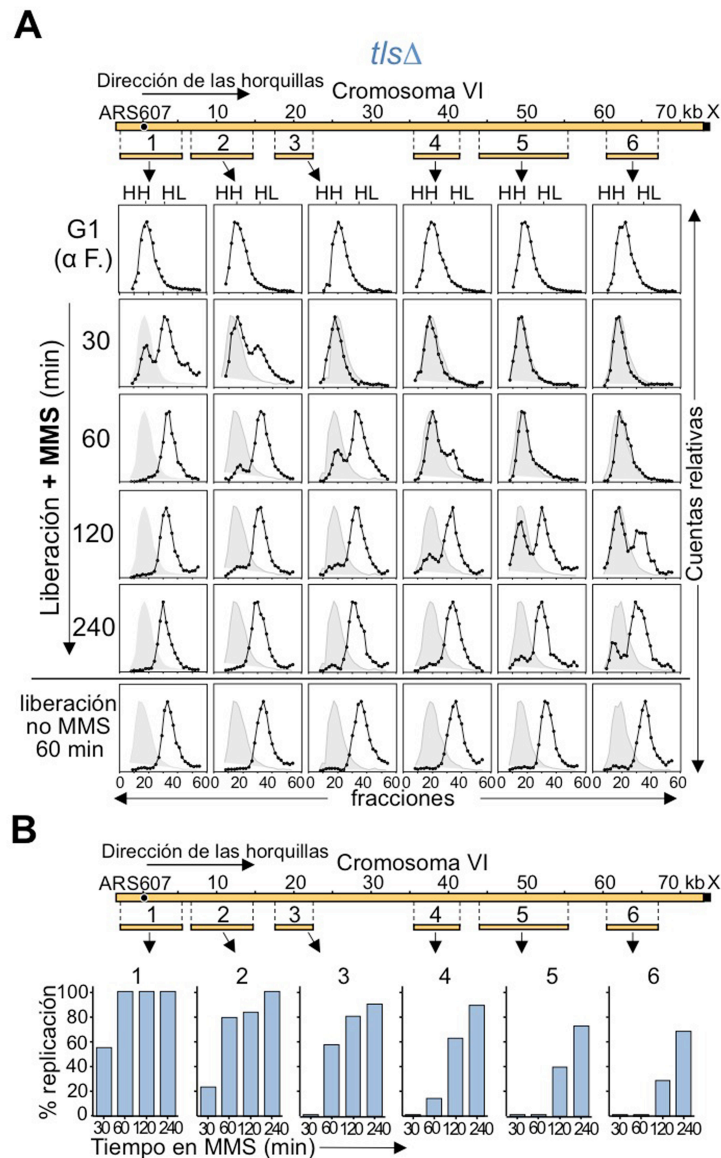 A
tlsΔ
Dirección de las horquillas
Cromosoma VI
ARS607 10 20 30 40 50 60 70 kb X
1 2 3 4 5 6
HH HL HH HL HH HL HH HL HH HL HH HL
G1
(α F.)
30
60
120
240
Liberación + MMS (min)
liberación
no MMS
60 min
Cuentas relativas
0 20 40 60 0 20 40 60 0 20 40 60 0 20 40 60 0 20 40 60 0 20 40 60
fracciones
B
Dirección de las horquillas
Cromosoma VI
ARS607 10 20 30 40 50 60 70 kb X
1 2 3 4 5 6
1 2 3 4 5 6
% replicación
100
80
60
40
20
0
30 60 120 240 30 60 120 240 30 60 120 240 30 60 120 240 30 60 120 240 30 60 120 240
Tiempo en MMS (min)